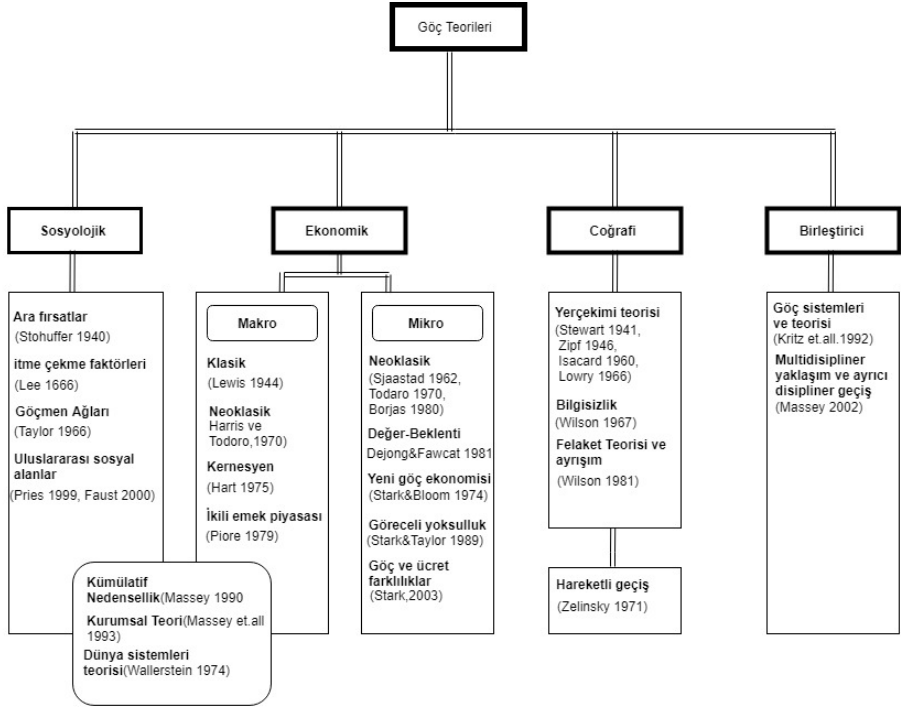 Göç Teorileri
Sosyolojik
Ekonomik
Coğrafi
Birleştirici
Ara fırsatlar
(Stohuffer 1940)
itme çekme faktörleri
(Lee 1666)
Göçmen Ağları
(Taylor 1966)
Uluslararası sosyal
alanlar
(Pries 1999, Faust 2000)
Makro
Klasik
(Lewis 1944)
Neoklasik
Harris ve
Todoro,1970)
Kernesyen
(Hart 1975)
İkili emek piyasası
(Piore 1979)
Kümülatif
Nedensellik(Massey 1990
Kurumsal Teori(Massey et.all
1993)
Dünya sistemleri
teorisi(Wallerstein 1974)
Mikro
Neoklasik
(Sjaastad 1962,
Todaro 1970,
Borjas 1980)
Değer-Beklenti
Dejong&Fawcat 1981
Yeni göç ekonomisi
(Stark&Bloom 1974)
Göreceli yoksulluk
(Stark&Taylor 1989)
Göç ve ücret
farklılıklar
(Stark,2003)
Yerçekimi teorisi
(Stewart 1941,
Zipf 1946,
Isacard 1960,
Lowry 1966)
Bilgisizlik
(Wilson 1967)
Felaket Teorisi ve
ayrışım
(Wilson 1981)
Hareketli geçiş
(Zelinsky 1971)
Göç sistemleri
ve teorisi
(Kritz et.all.1992)
Multidisipliner
yaklaşım ve ayrıcı
disipliner geçiş
(Massey 2002)